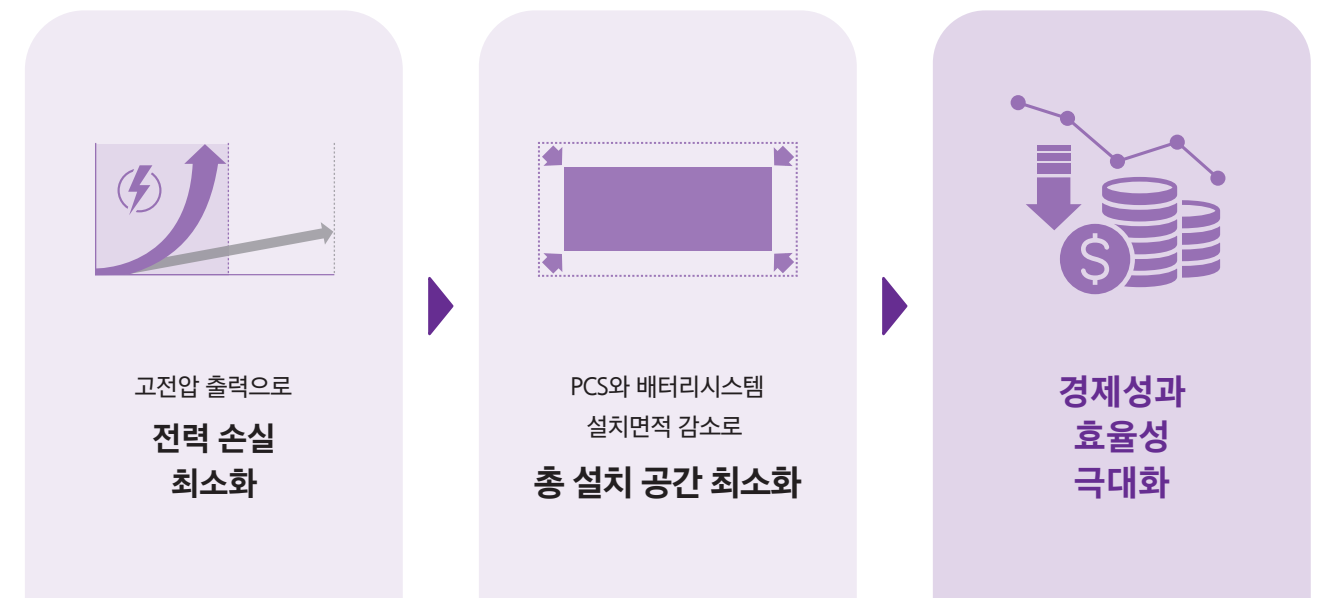 고전압 출력으로
전력 손실
최소화
PCS와 배터리시스템
설치면적 감소로
총 설치 공간 최소화
$
경제성과
효율성
극대화